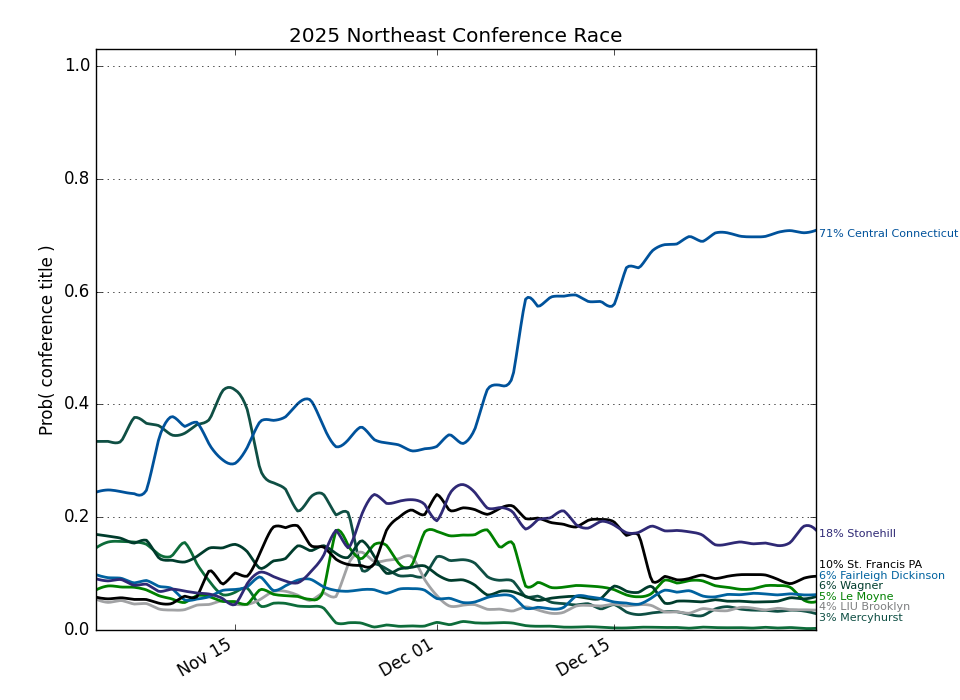 2025 Northeast Conference Race
Prob( conference title )
1.0
0.8
0.6
0.4
0.2
0.0
Nov 15
Dec 01
Dec 15
71% Central Connecticut
18% Stonehill
10% St. Francis PA
6% Fairleigh Dickinson
6% Wagner
5% Le Moyne
4% LIU Brooklyn
3% Mercyhurst